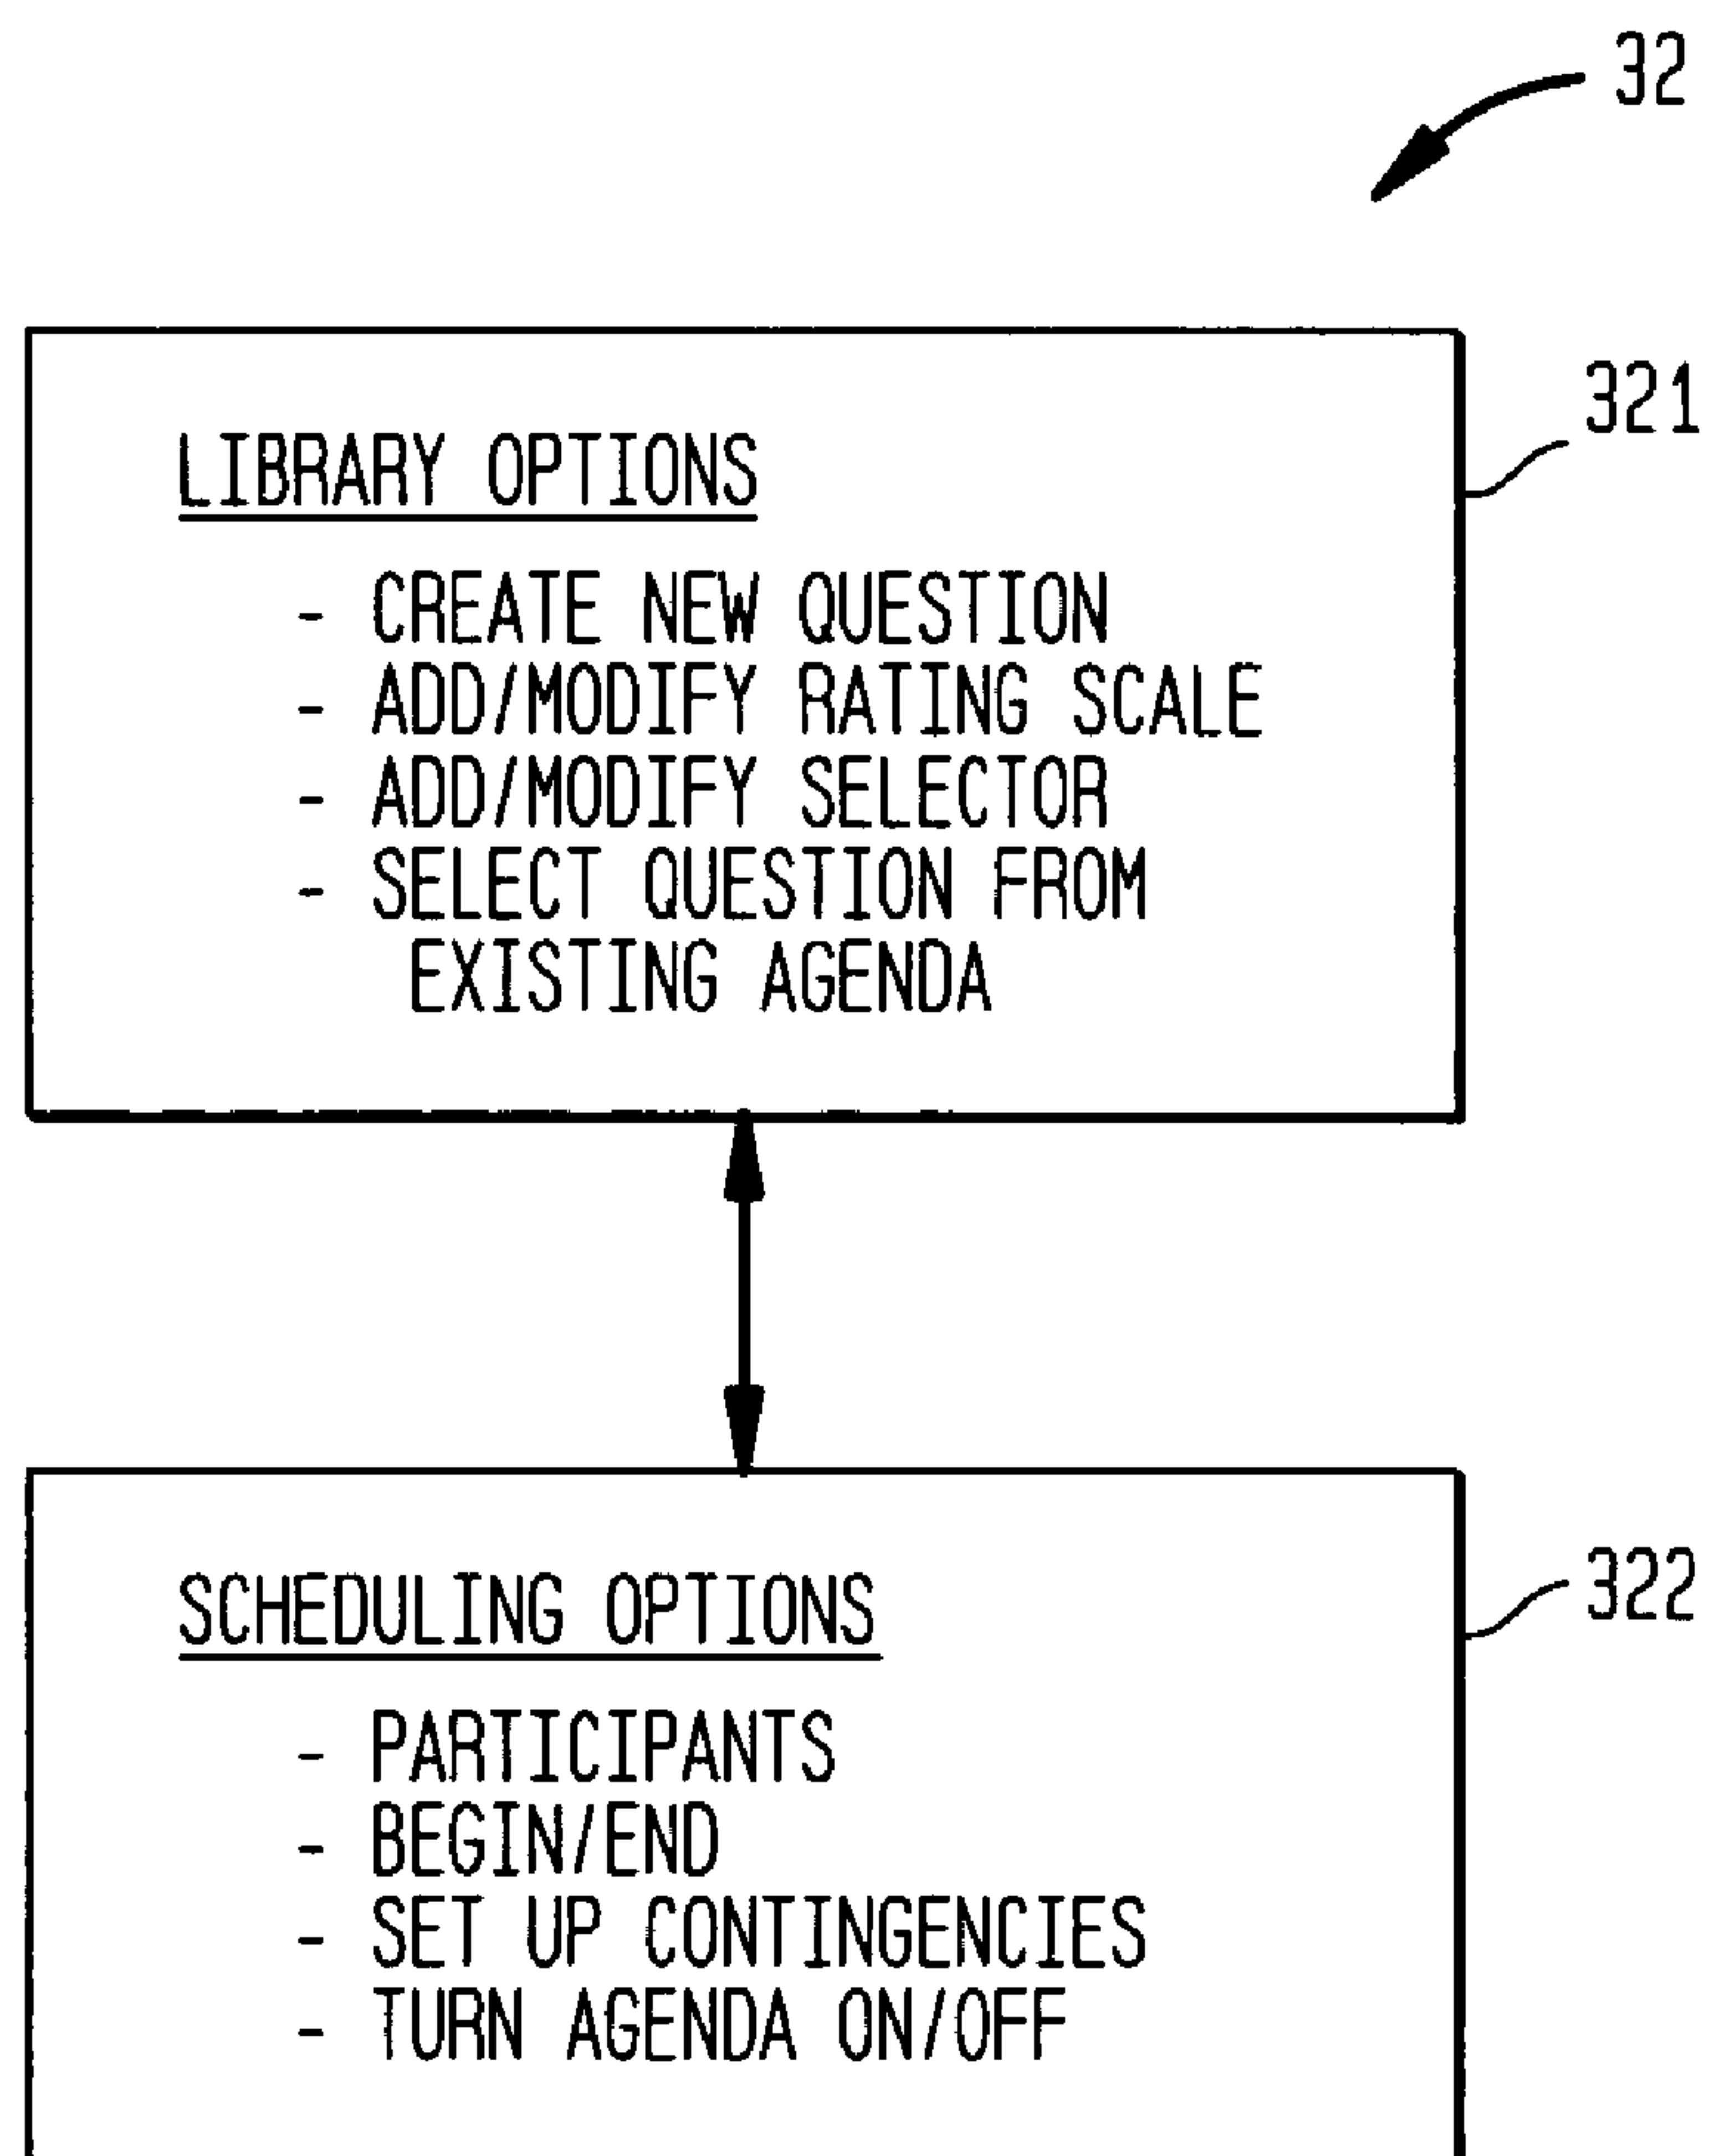 32
321
LIBRARY OPTIONS
- CREATE NEW QUESTION
- ADD/MODIFY RATING SCALE
- ADD/MODIFY SELECTOR
- SELECT QUESTION FROM
EXISTING AGENDA
322
SCHEDULING OPTIONS
- PARTICIPANTS
- BEGIN/END
- SET UP CONTINGENCIES
- TURN AGENDA ON/OFF